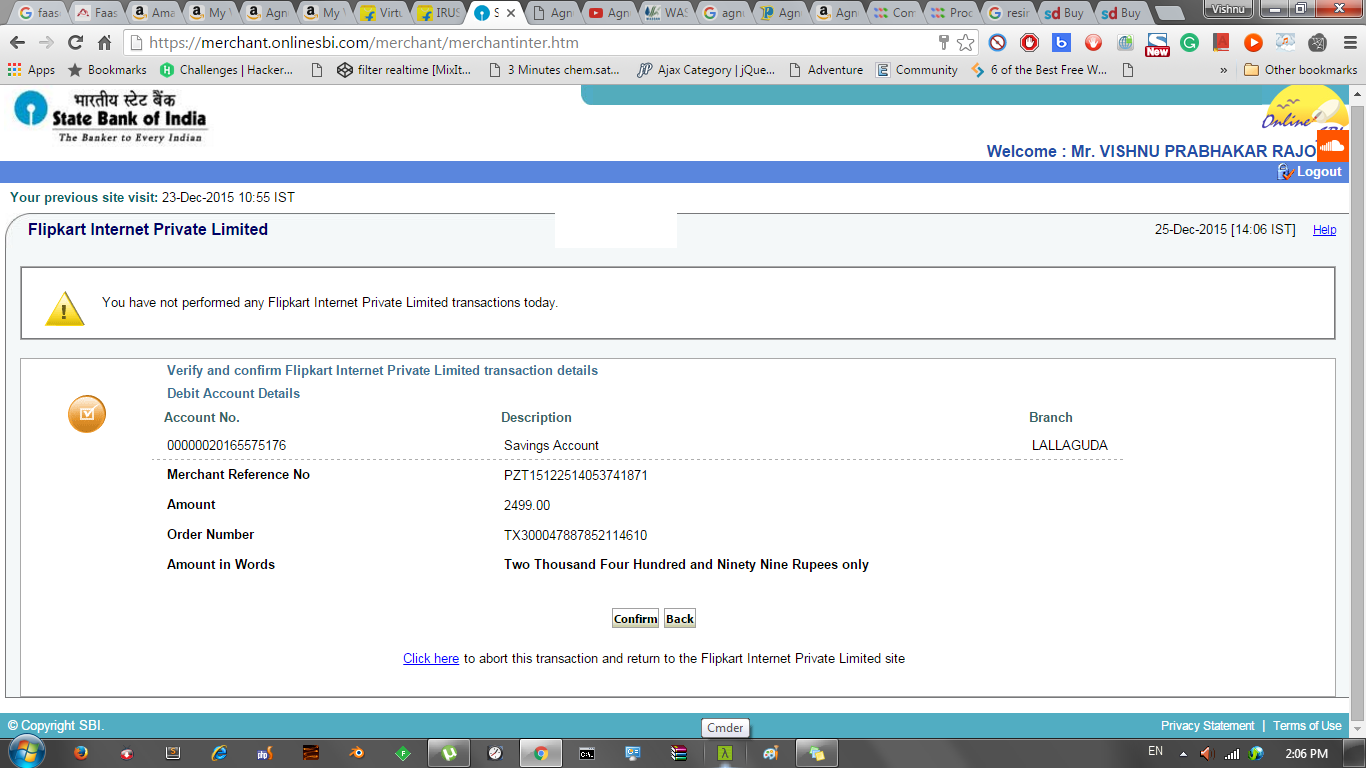 faas
Faas
Ama
My
Agn
My
Virtu
IRUS
S
Agn
Agn
WAS
agn
Agn
Agn
Com
Proc
resir
Buy
Buy
Vishnu
https://merchant.onlinesbi.com/merchant/merchantinter.htm
New
Apps
Bookmarks
Challenges | Hacker...
filter realtime [MixIt...
3 Minutes chem.sat...
Ajax Category | jQue...
Adventure
Community
6 of the Best Free W...
»
Other bookmarks
भारतीय स्टेट बैंक
State Bank of India
The Banker to Every Indian
Online
Welcome : Mr. VISHNU PRABHAKAR RAJO
Logout
Your previous site visit: 23-Dec-2015 10:55 IST
Flipkart Internet Private Limited
25-Dec-2015 [14:06 IST] Help
You have not performed any Flipkart Internet Private Limited transactions today.
Verify and confirm Flipkart Internet Private Limited transaction details
Debit Account Details
Account No. Description Branch
00000020165575176 Savings Account LALLAGUDA
Merchant Reference No PZT15122514053741871
Amount 2499.00
Order Number TX300047887852114610
Amount in Words Two Thousand Four Hundred and Ninety Nine Rupees only
Confirm Back
Click here to abort this transaction and return to the Flipkart Internet Private Limited site
© Copyright SBI.
Privacy Statement | Terms of Use
Cmder
EN
2:06 PM